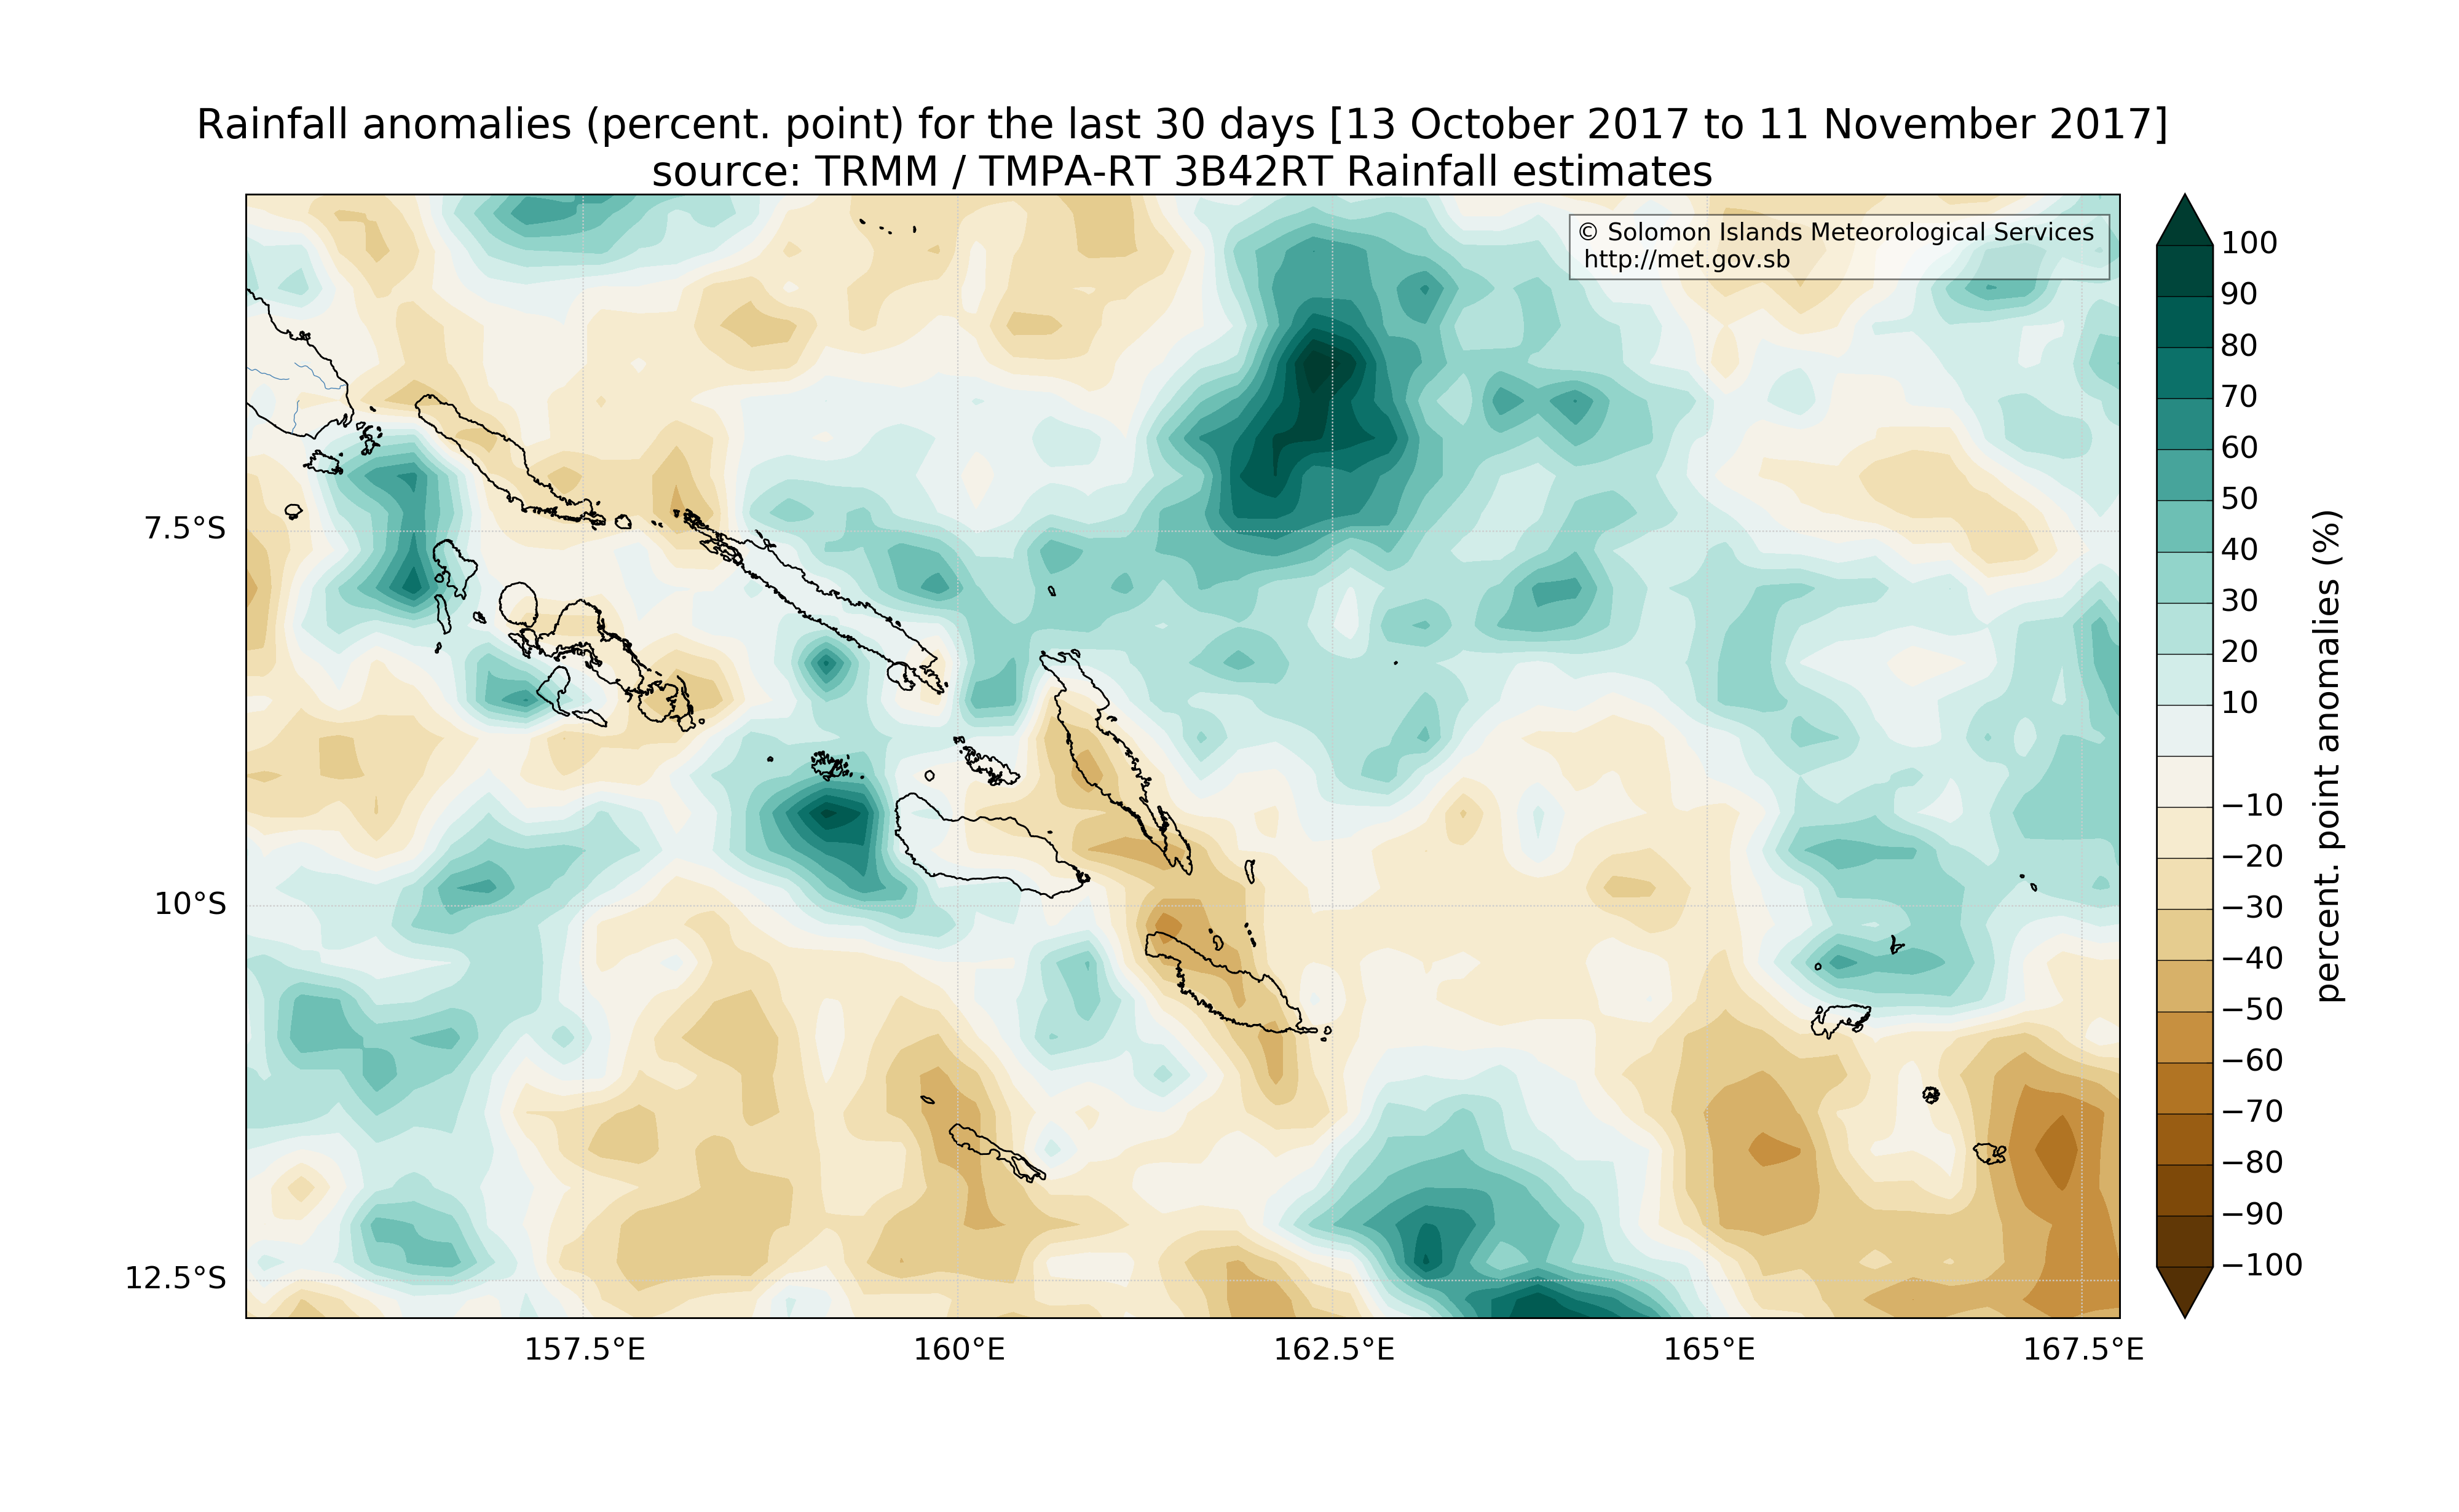 Rainfall anomalies (percent. point) for the last 30 days [13 October 2017 to 11 November 2017]
source: TRMM / TMPA-RT 3B42RT Rainfall estimates
© Solomon Islands Meteorological Services
http://met.gov.sb
7.5°S
10°S
12.5°S
157.5°E
160°E
162.5°E
165°E
167.5°E
100
90
80
70
60
50
40
30
20
10
−10
−20
−30
−40
−50
−60
−70
−80
−90
−100
percent. point anomalies (%)